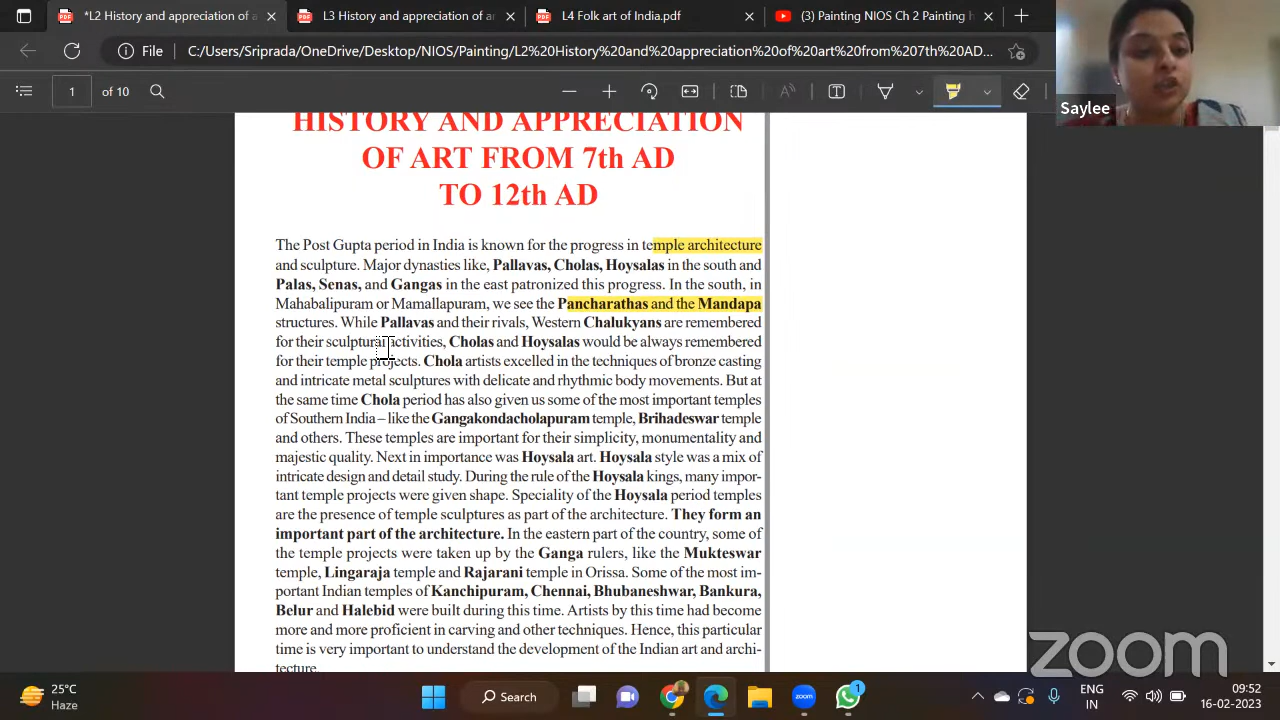 *L2 History and appreciation of a
L3 History and appreciation of a
L4 Folk art of India.pdf
(3) Painting NIOS Ch 2 Painting h
File
C:/Users/Sriprada/OneDrive/Desktop/NIOS/Painting/L2%20History%20and%20appreciation%20of%20art%20from%207th%20AD...
1 of 10
Saylee
HISTORY AND APPRECIATION
OF ART FROM 7th AD
TO 12th AD
The Post Gupta period in India is known for the progress in temple architecture
and sculpture. Major dynasties like, Pallavas, Cholas, Hoysalas in the south and
Palas, Senas, and Gangas in the east patronized this progress. In the south, in
Mahabalipuram or Mamallapuram, we see the Pancharathas and the Mandapa
structures. While Pallavas and their rivals, Western Chalukyans are remembered
for their sculptural activities, Cholas and Hoysalas would be always remembered
for their temple projects. Chola artists excelled in the techniques of bronze casting
and intricate metal sculptures with delicate and rhythmic body movements. But at
the same time Chola period has also given us some of the most important temples
of Southern India – like the Gangakondacholapuram temple, Brihadeswar temple
and others. These temples are important for their simplicity, monumentality and
majestic quality. Next in importance was Hoysala art. Hoysala style was a mix of
intricate design and detail study. During the rule of the Hoysala kings, many impor-
tant temple projects were given shape. Speciality of the Hoysala period temples
are the presence of temple sculptures as part of the architecture. They form an
important part of the architecture. In the eastern part of the country, some of
the temple projects were taken up by the Ganga rulers, like the Mukteswar
temple, Lingaraja temple and Rajarani temple in Orissa. Some of the most im-
portant Indian temples of Kanchipuram, Chennai, Bhubaneshwar, Bankura,
Belur and Halebid were built during this time. Artists by this time had become
more and more proficient in carving and other techniques. Hence, this particular
time is very important to understand the development of the Indian art and archi-
tecture.
zoom
25°C
Haze
Search
zoom
1
ENG
IN
09:52
16-02-2023